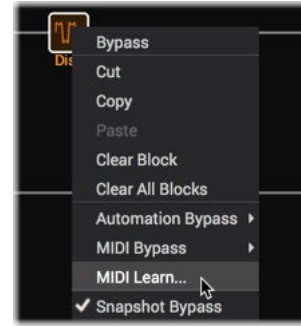 Bypass
Dis
Cut
Copy
Paste
Clear Block
Clear All Blocks
Automation Bypass
MIDI Bypass
MIDI Learn...
✓ Snapshot Bypass